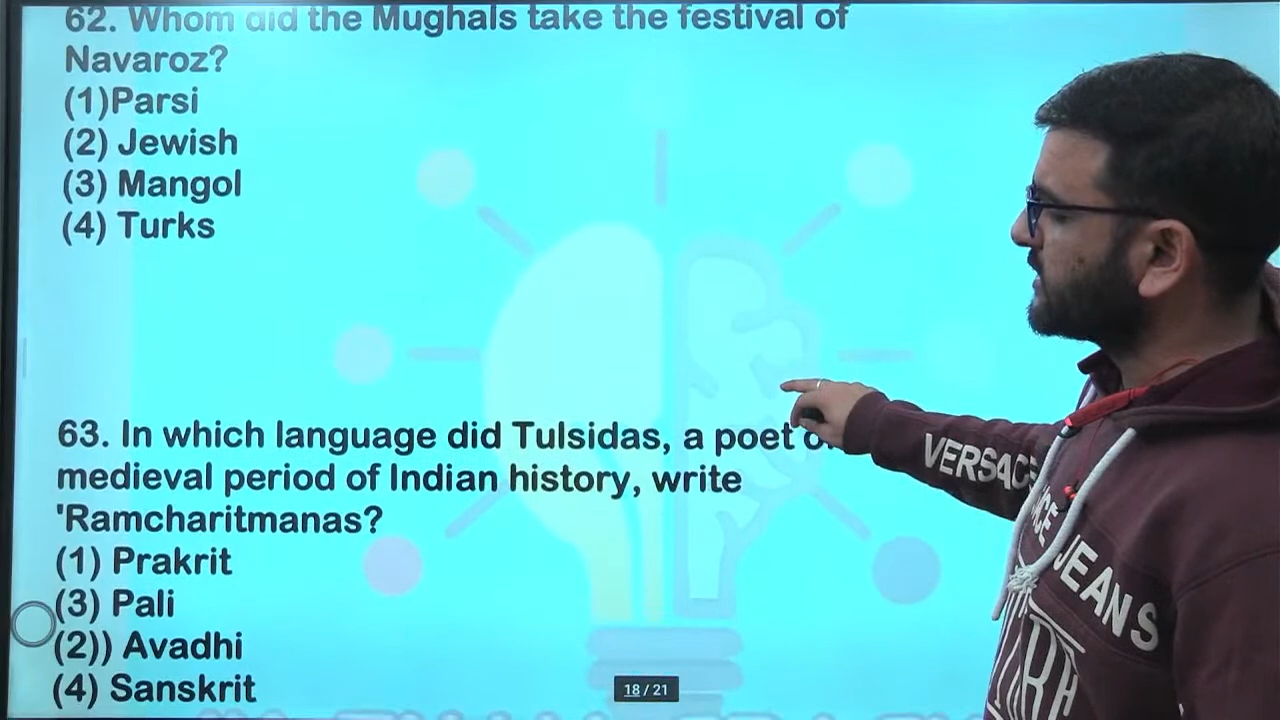 62. Whom did the Mughals take the festival of
Navaroz?
(1)Parsi
(2) Jewish
(3) Mangol
(4) Turks
63. In which language did Tulsidas, a poet
medieval period of Indian history, write
'Ramcharitmanas?
(1) Prakrit
(3) Pali
(2)) Avadhi
(4) Sanskrit
18 / 21
VERSACE
JEANS